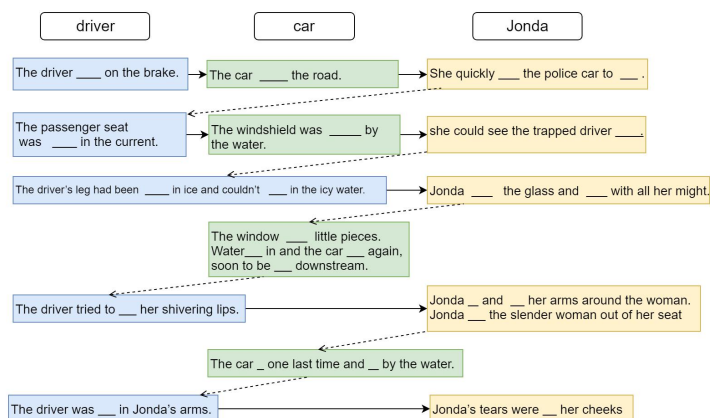 driver
car
Jonda
The driver ____ on the brake.
The car ____ the road.
She quickly ___ the police car to ___ .
The passenger seat
was ____ in the current.
The windshield was _____ by
the water.
she could see the trapped driver ____.
The driver's leg had been ____ in ice and couldn't ___ in the icy water.
Jonda ___ the glass and ___ with all her might.
The window ___ little pieces.
Water___ in and the car ___ again,
soon to be ___ downstream.
The driver tried to ___ her shivering lips.
Jonda __ and __ her arms around the woman.
Jonda ___ the slender woman out of her seat
The car _ one last time and __ by the water.
The driver was ___ in Jonda's arms.
Jonda's tears were __ her cheeks